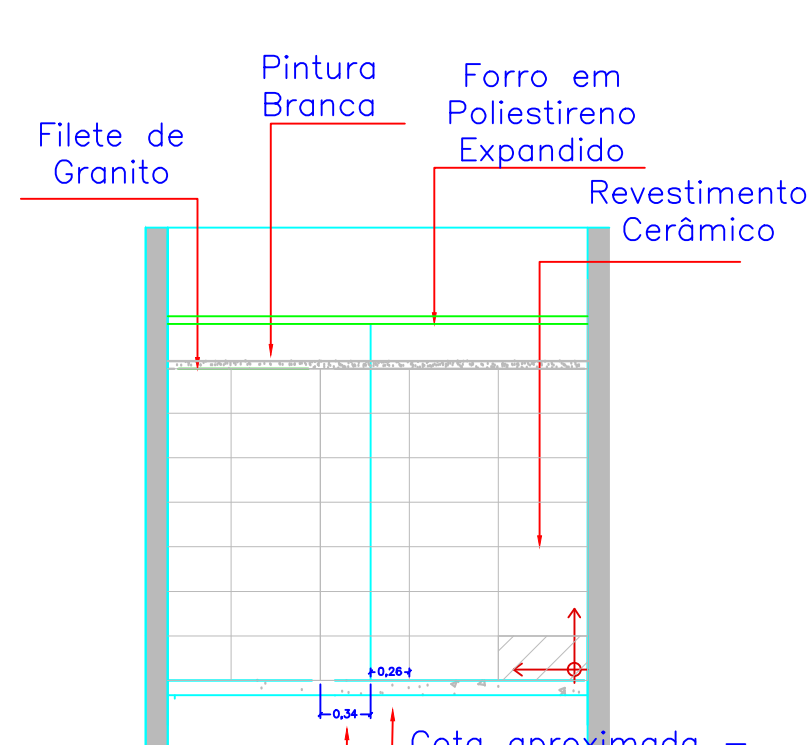 Pintura
Branca
Forro em
Poliestireno
Expandido
Filete de
Granito
Revestimento
Cerâmico
0,26
0,34
Cota aproximada -